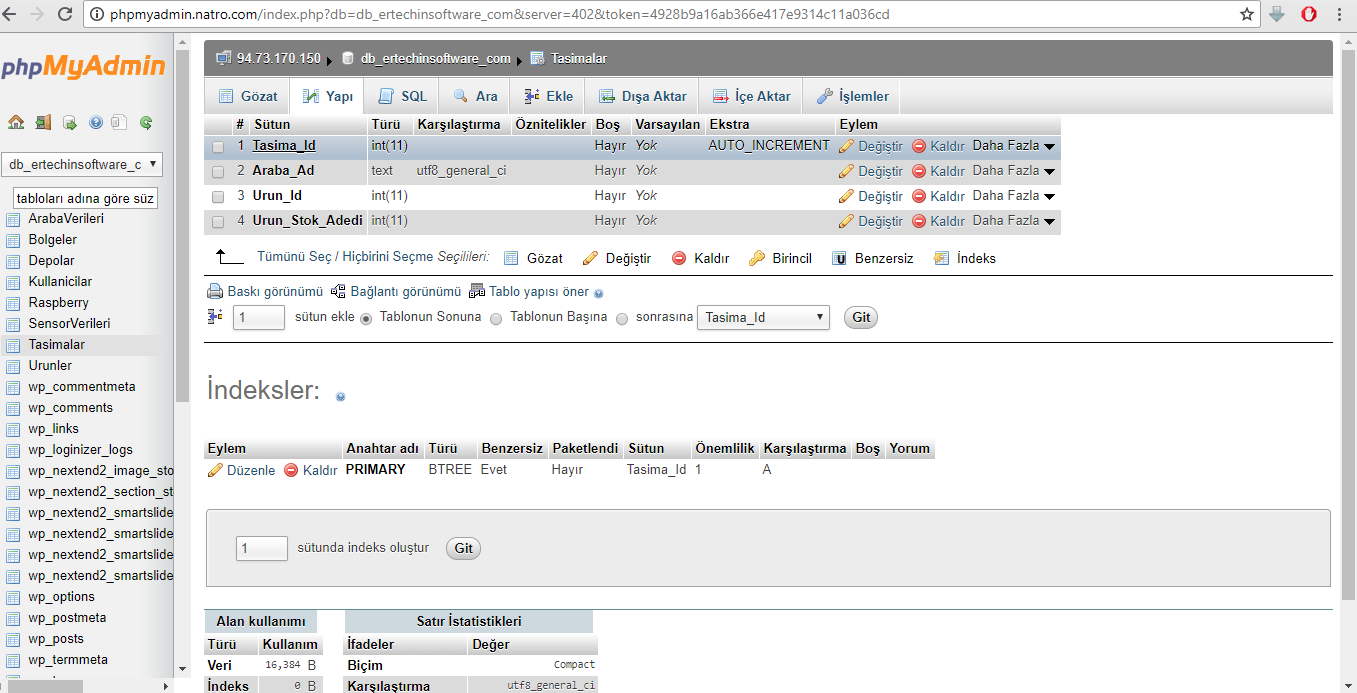 phpmyadmin.natro.com/index.php?db=db_ertechinsoftware_com&server=402&token=4928b9a16ab366e417e9314c11a036cd
phpMyAdmin
db_ertechinsoftware_c
tabloları adına göre süz
ArabaVerileri
Bolgeler
Depolar
Kullanicilar
Raspberry
SensorVerileri
Tasimalar
Urunler
wp_commentmeta
wp_comments
wp_links
wp_loginizer_logs
wp_nextend2_image_sto
wp_nextend2_section_st
wp_nextend2_smartslide
wp_nextend2_smartslide
wp_nextend2_smartslide
wp_nextend2_smartslide
wp_options
wp_postmeta
wp_posts
wp_termmeta
94.73.170.150 db_ertechinsoftware_com Tasimalar
Gözat Yapı SQL Ara Ekle Dışa Aktar İçe Aktar İşlemler
# Sütun Türü Karşılaştırma Öznitelikler Boş Varsayılan Ekstra Eylem
1 Tasima_Id int(11) Hayır Yok AUTO_INCREMENT Değiştir Kaldır Daha Fazla
2 Araba_Ad text utf8_general_ci Hayır Yok Değiştir Kaldır Daha Fazla
3 Urun_Id int(11) Hayır Yok Değiştir Kaldır Daha Fazla
4 Urun_Stok_Adedi int(11) Hayır Yok Değiştir Kaldır Daha Fazla
Tümünü Seç / Hiçbirini Seçme Seçilileri: Gözat Değiştir Kaldır Birincil Benzersiz İndeks
Baskı görünümü Bağlantı görünümü Tablo yapısı öner
1 sütun ekle Tablonun Sonuna Tablonun Başına sonrasına Tasima_Id Git
İndeksler:
Eylem Anahtar adı Türü Benzersiz Paketlendi Sütun Önemlilik Karşılaştırma Boş Yorum
Düzenle Kaldır PRIMARY BTREE Evet Hayır Tasima_Id 1 A
1 sütunda indeks oluştur Git
Alan kullanımı
Türü Kullanım
Veri 16,384 B
İndeks 0 B
Satır İstatistikleri
İfadeler Değer
Biçim Compact
Karşılaştırma utf8_general_ci